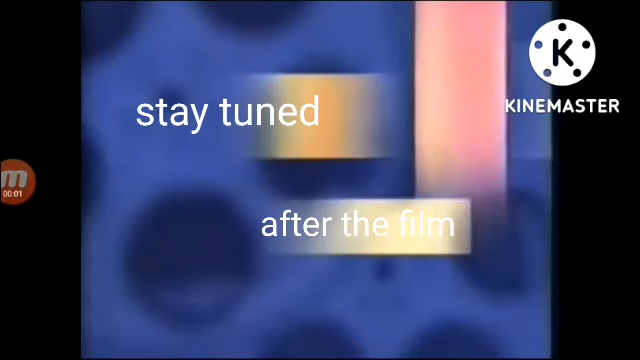 stay tuned
after the film
K
KINEMASTER
m
00:01